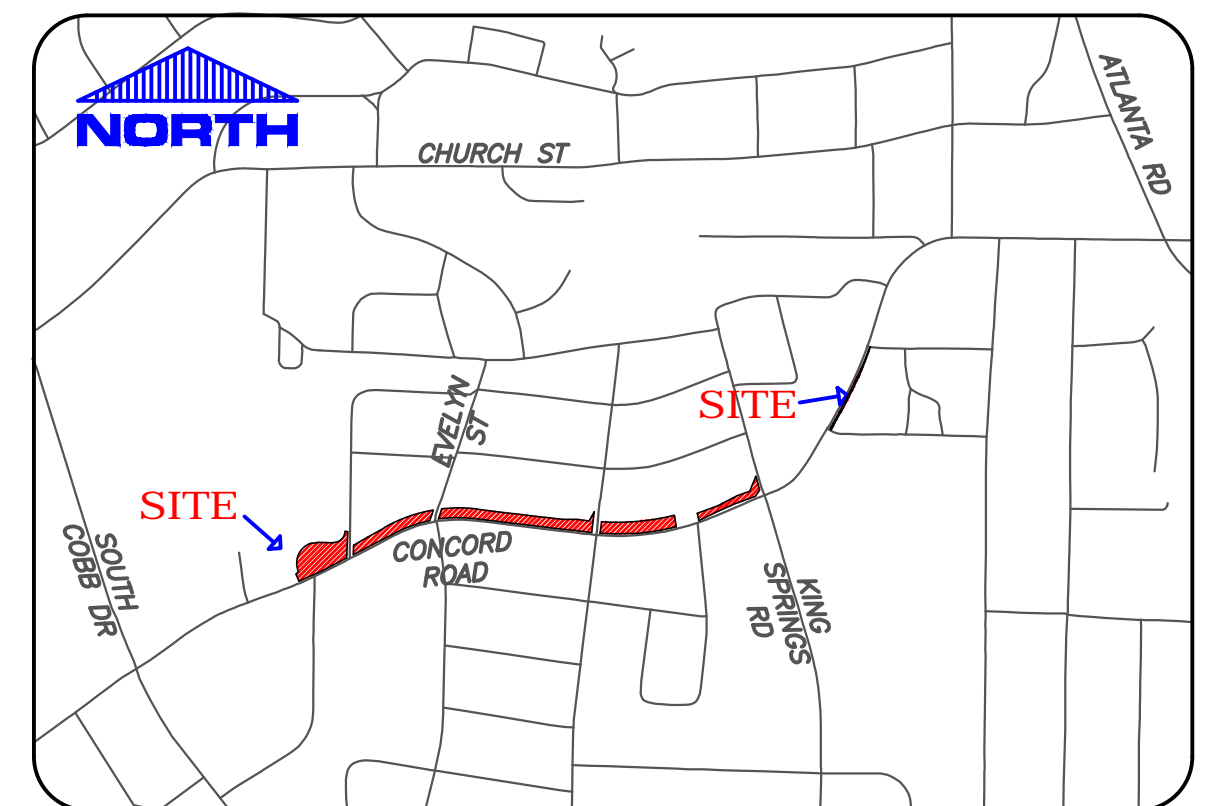 NORTH
CHURCH ST
ATLANTA RD
EVELYN
ST
SITE
SITE
CONCORD
ROAD
SOUTH
COBB DR
KING
SPRINGS
RD